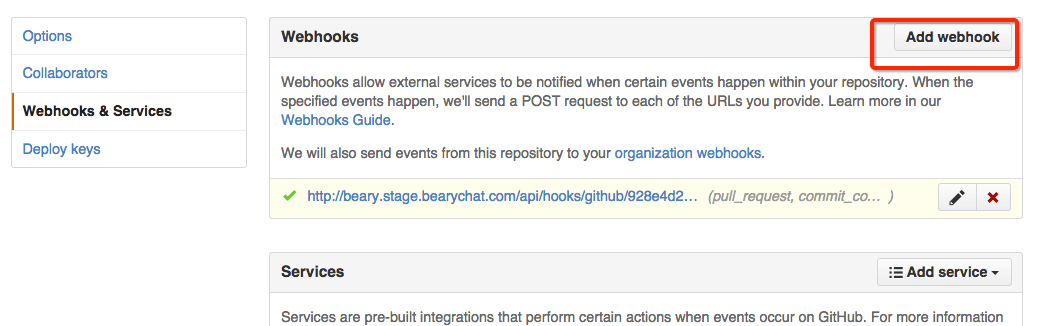 Options
Collaborators
Webhooks & Services
Deploy keys
Webhooks
Add webhook
Webhooks allow external services to be notified when certain events happen within your repository. When the
specified events happen, we'll send a POST request to each of the URLs you provide. Learn more in our
Webhooks Guide.
We will also send events from this repository to your organization webhooks.
http://beary.stage.bearychat.com/api/hooks/github/928e4d2… (pull_request, commit_co… )
Services
Add service
Services are pre-built integrations that perform certain actions when events occur on GitHub. For more information